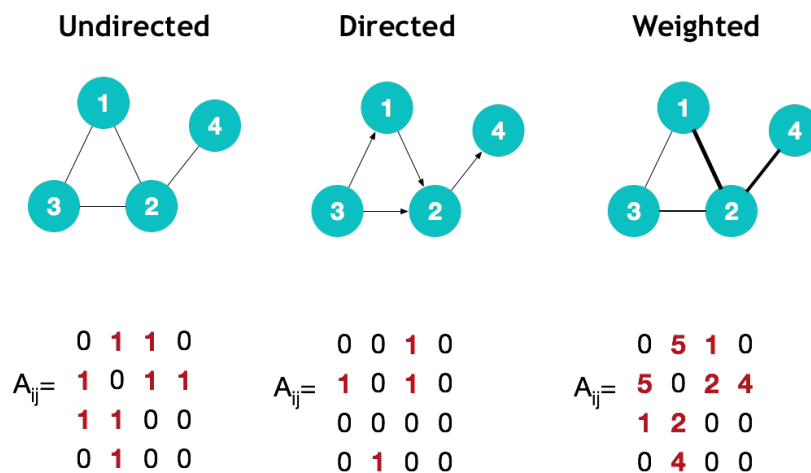 Undirected
Directed
Weighted
1
4
3
2
1
4
3
2
1
4
3
2
0 1 1 0
Aij= 1 0 1 1
1 1 0 0
0 1 0 0
0 0 1 0
Aij= 1 0 1 0
0 0 0 0
0 1 0 0
0 5 1 0
Aij= 5 0 2 4
1 2 0 0
0 4 0 0